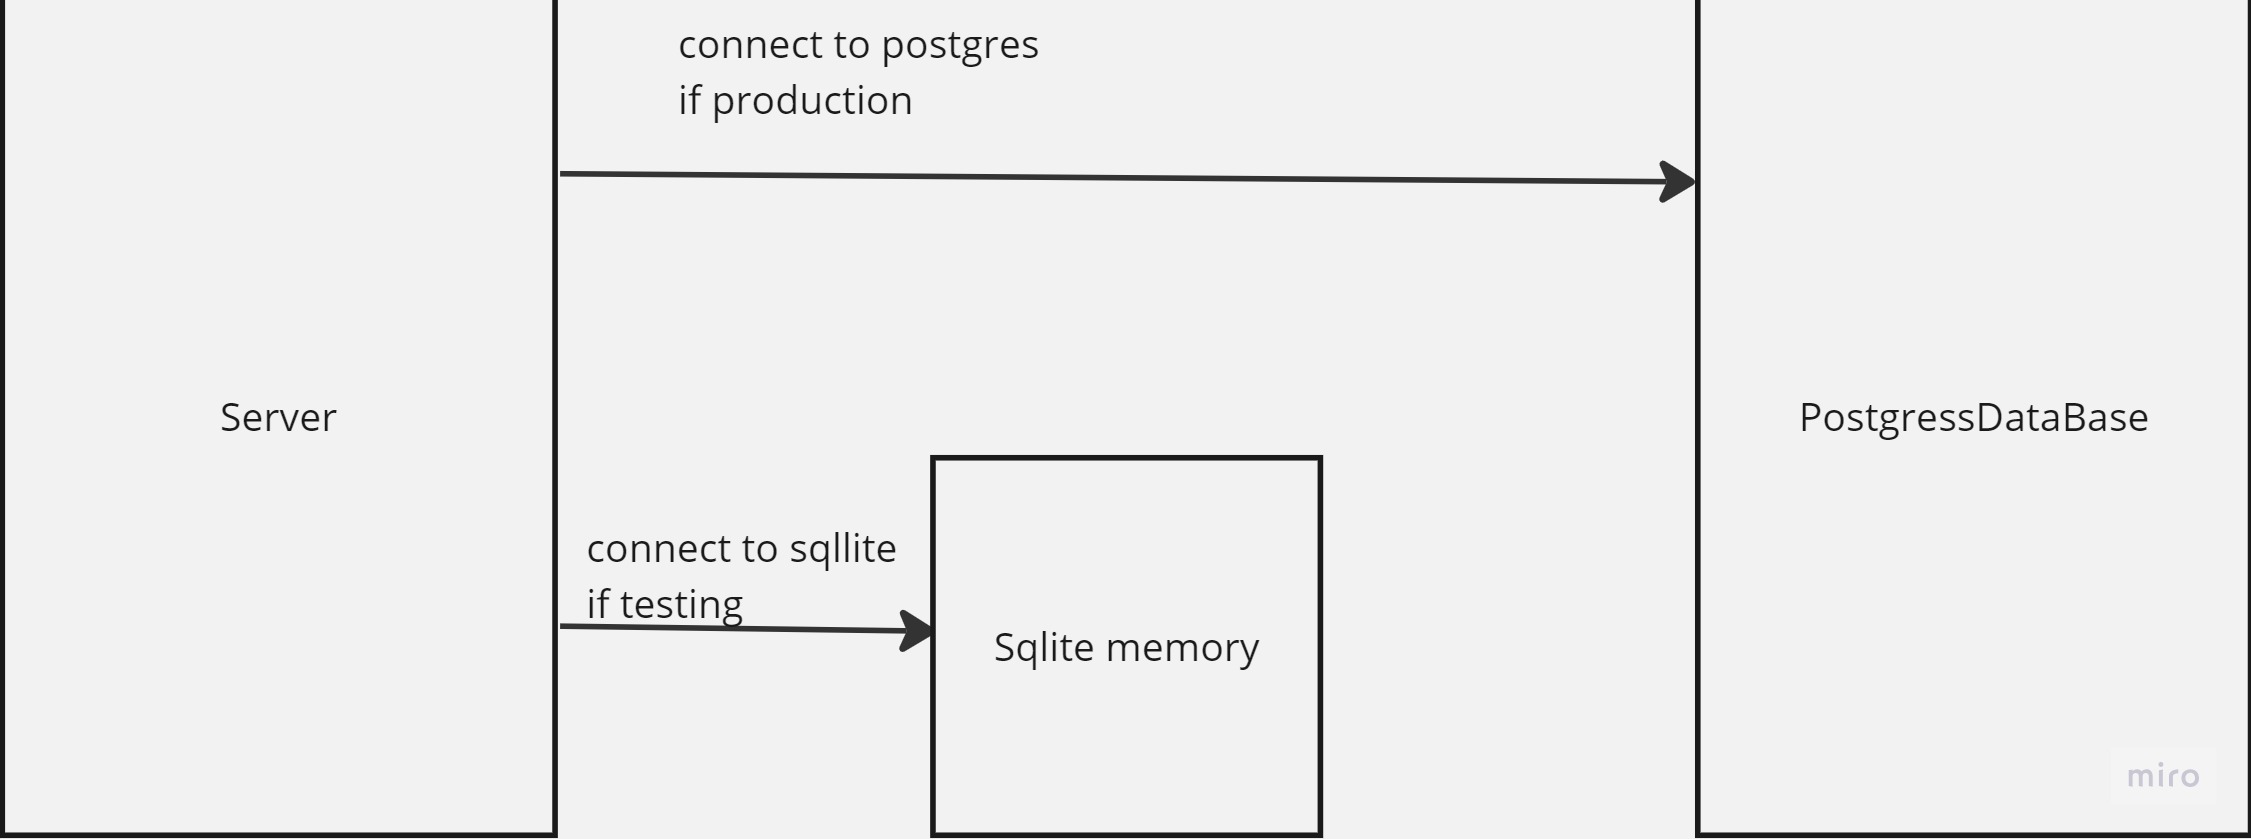 connect to postgres
if production
Server
PostgressDataBase
connect to sqllite
if testing
Sqlite memory
miro